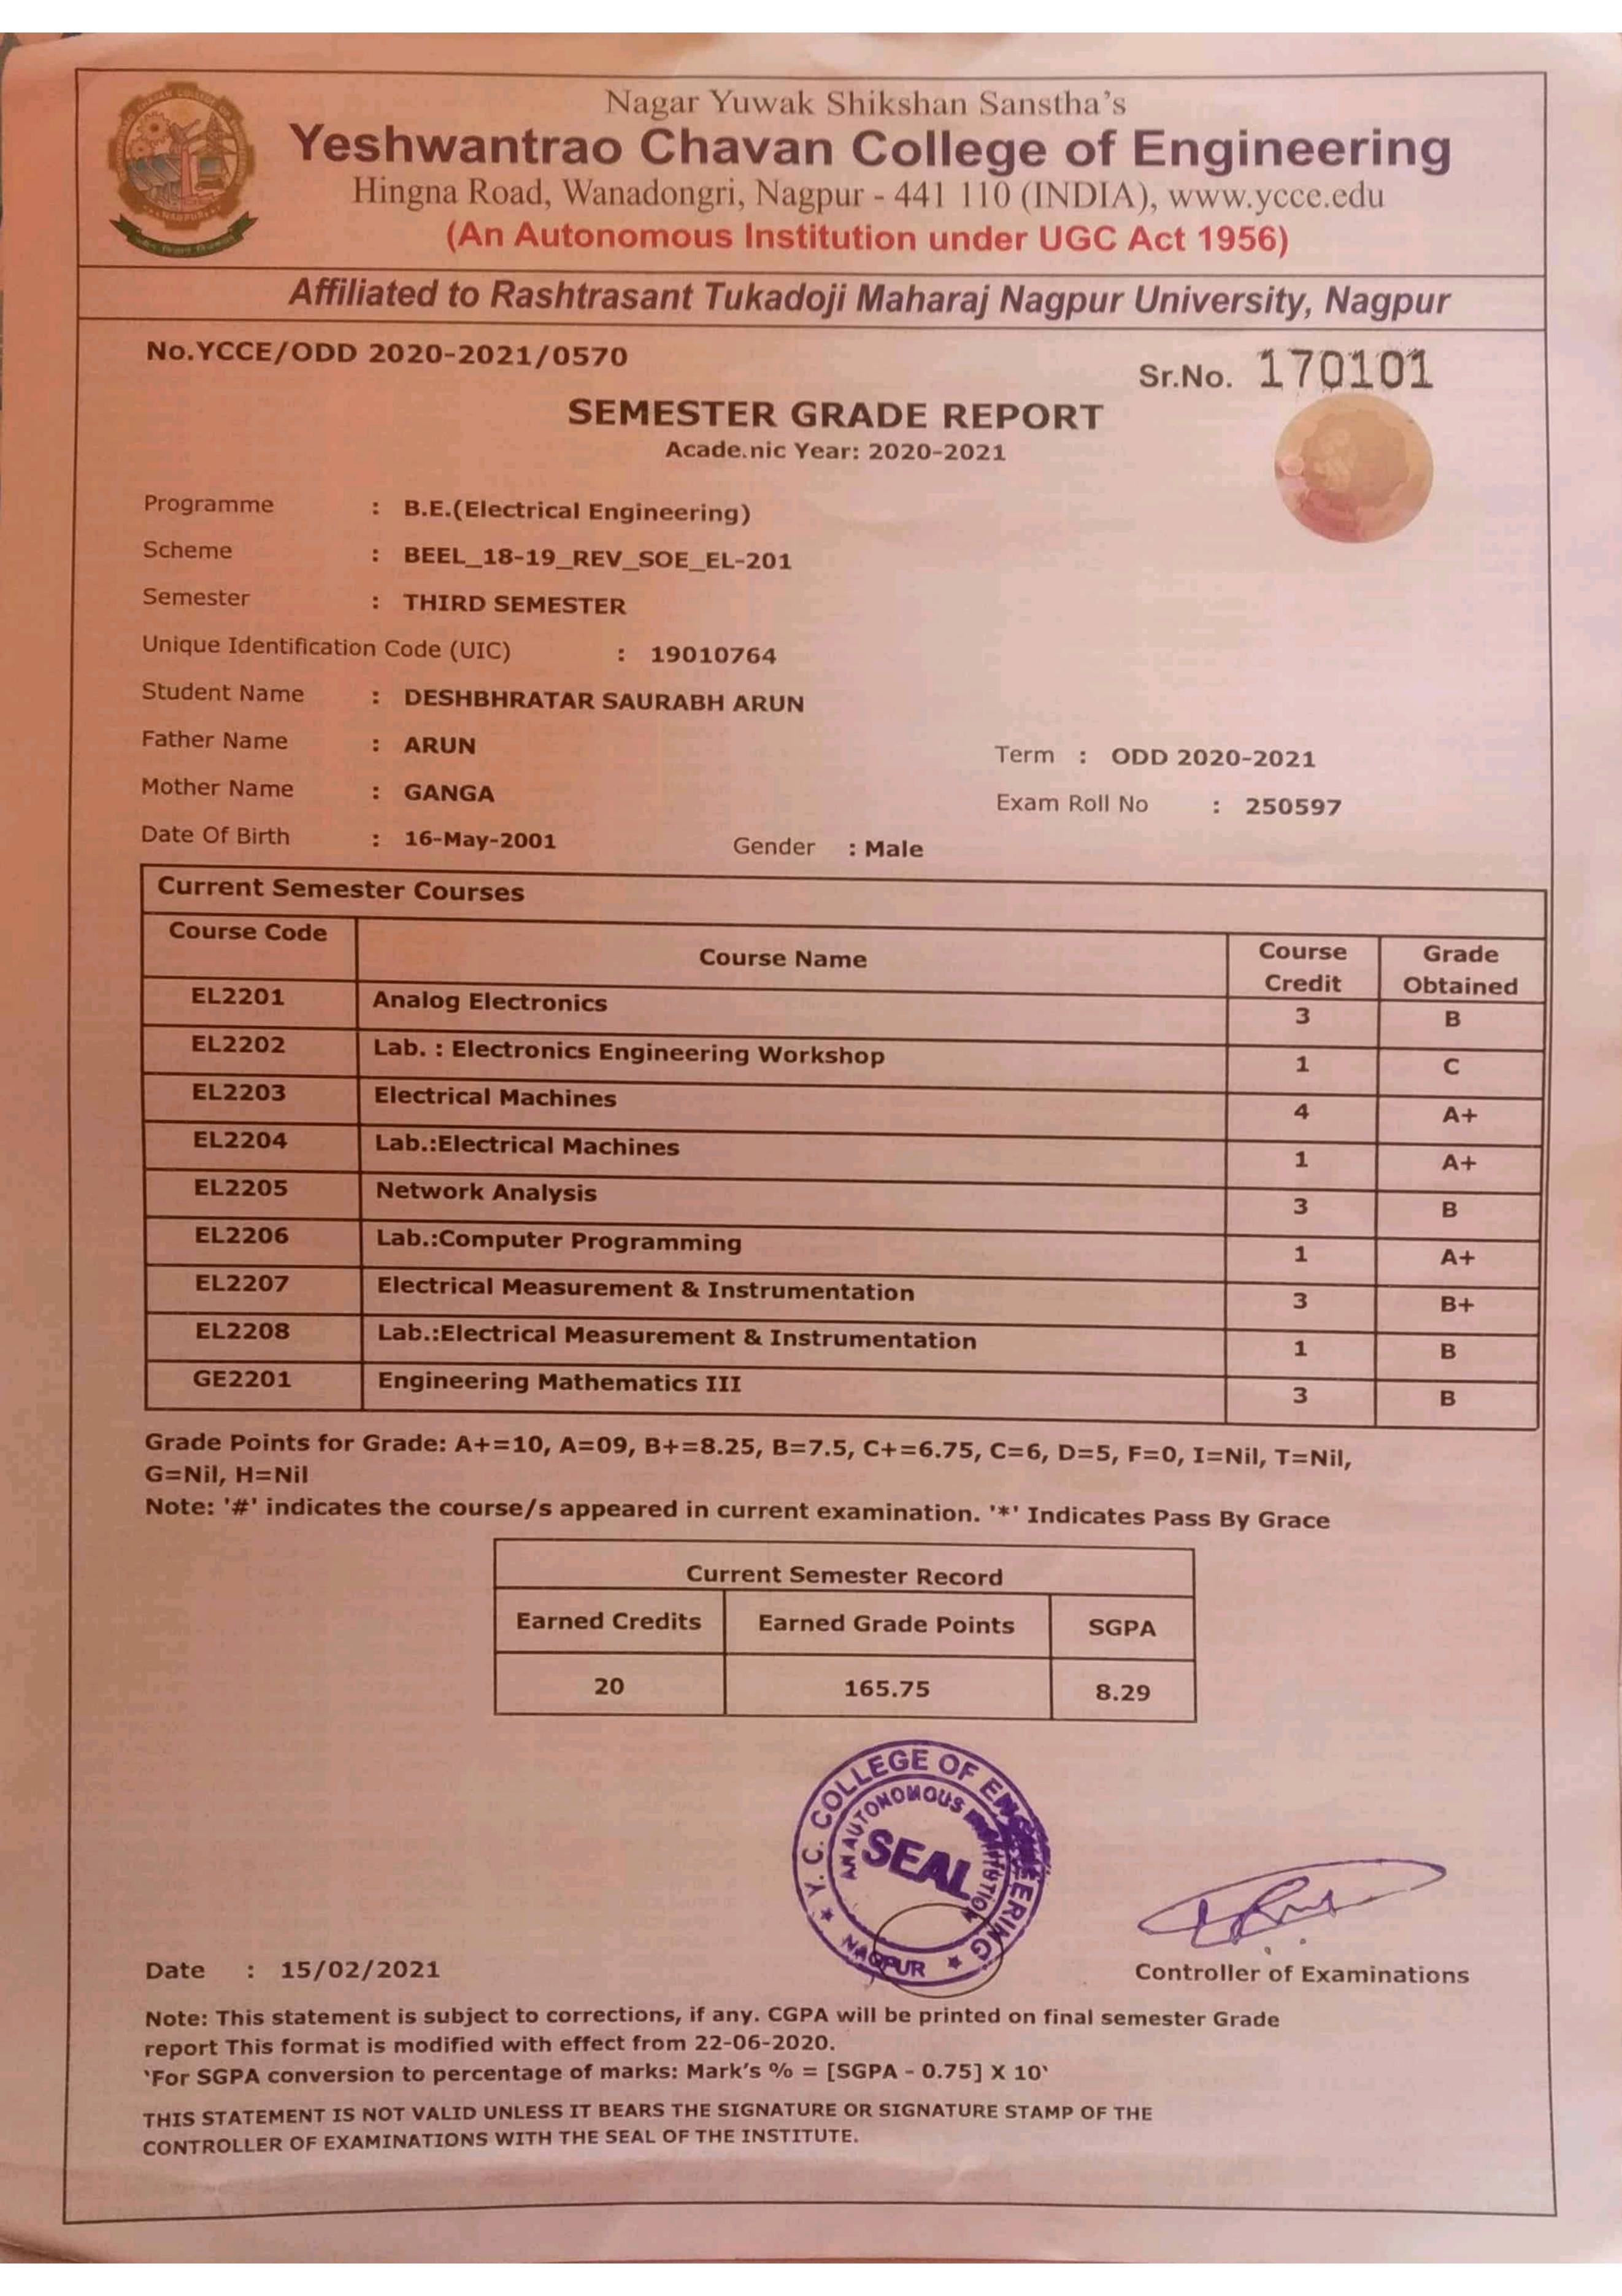 Nagar Yuwak Shikshan Sanstha's
Yeshwantrao Chavan College of Engineering
Hingna Road, Wanadongri, Nagpur - 441 110 (INDIA), www.ycce.edu
(An Autonomous Institution under UGC Act 1956)
NAGPUR
Affiliated to Rashtrasant Tukadoji Maharaj Nagpur University, Nagpur
No.YCCE/ODD 2020-2021/0570
Sr.No. 170101
SEMESTER GRADE REPORT
Acade.nic Year: 2020-2021
Programme : B.E.(Electrical Engineering)
Scheme : BEEL_18-19_REV_SOE_EL-201
Semester : THIRD SEMESTER
Unique Identification Code (UIC) : 19010764
Student Name : DESHBHRATAR SAURABH ARUN
Father Name : ARUN
Term : ODD 2020-2021
Mother Name : GANGA
Exam Roll No : 250597
Date Of Birth : 16-May-2001 Gender : Male
Current Semester Courses
Course Code Course Name Course Credit Grade Obtained
EL2201 Analog Electronics 3 B
EL2202 Lab. : Electronics Engineering Workshop 1 C
EL2203 Electrical Machines 4 A+
EL2204 Lab.:Electrical Machines 1 A+
EL2205 Network Analysis 3 B
EL2206 Lab.:Computer Programming 1 A+
EL2207 Electrical Measurement & Instrumentation 3 B+
EL2208 Lab.:Electrical Measurement & Instrumentation 1 B
GE2201 Engineering Mathematics III 3 B
Grade Points for Grade: A+=10, A=09, B+=8.25, B=7.5, C+=6.75, C=6, D=5, F=0, I=Nil, T=Nil,
G=Nil, H=Nil
Note: '#' indicates the course/s appeared in current examination. '*' Indicates Pass By Grace
Current Semester Record
Earned Credits Earned Grade Points SGPA
20 165.75 8.29
Y. C. COLLEGE OF ENGINEERING
AN AUTONOMOUS INSTITUTION
SEAL
NAGPUR
Date : 15/02/2021
Controller of Examinations
Note: This statement is subject to corrections, if any. CGPA will be printed on final semester Grade
report This format is modified with effect from 22-06-2020.
'For SGPA conversion to percentage of marks: Mark's % = [SGPA - 0.75] X 10'
THIS STATEMENT IS NOT VALID UNLESS IT BEARS THE SIGNATURE OR SIGNATURE STAMP OF THE
CONTROLLER OF EXAMINATIONS WITH THE SEAL OF THE INSTITUTE.